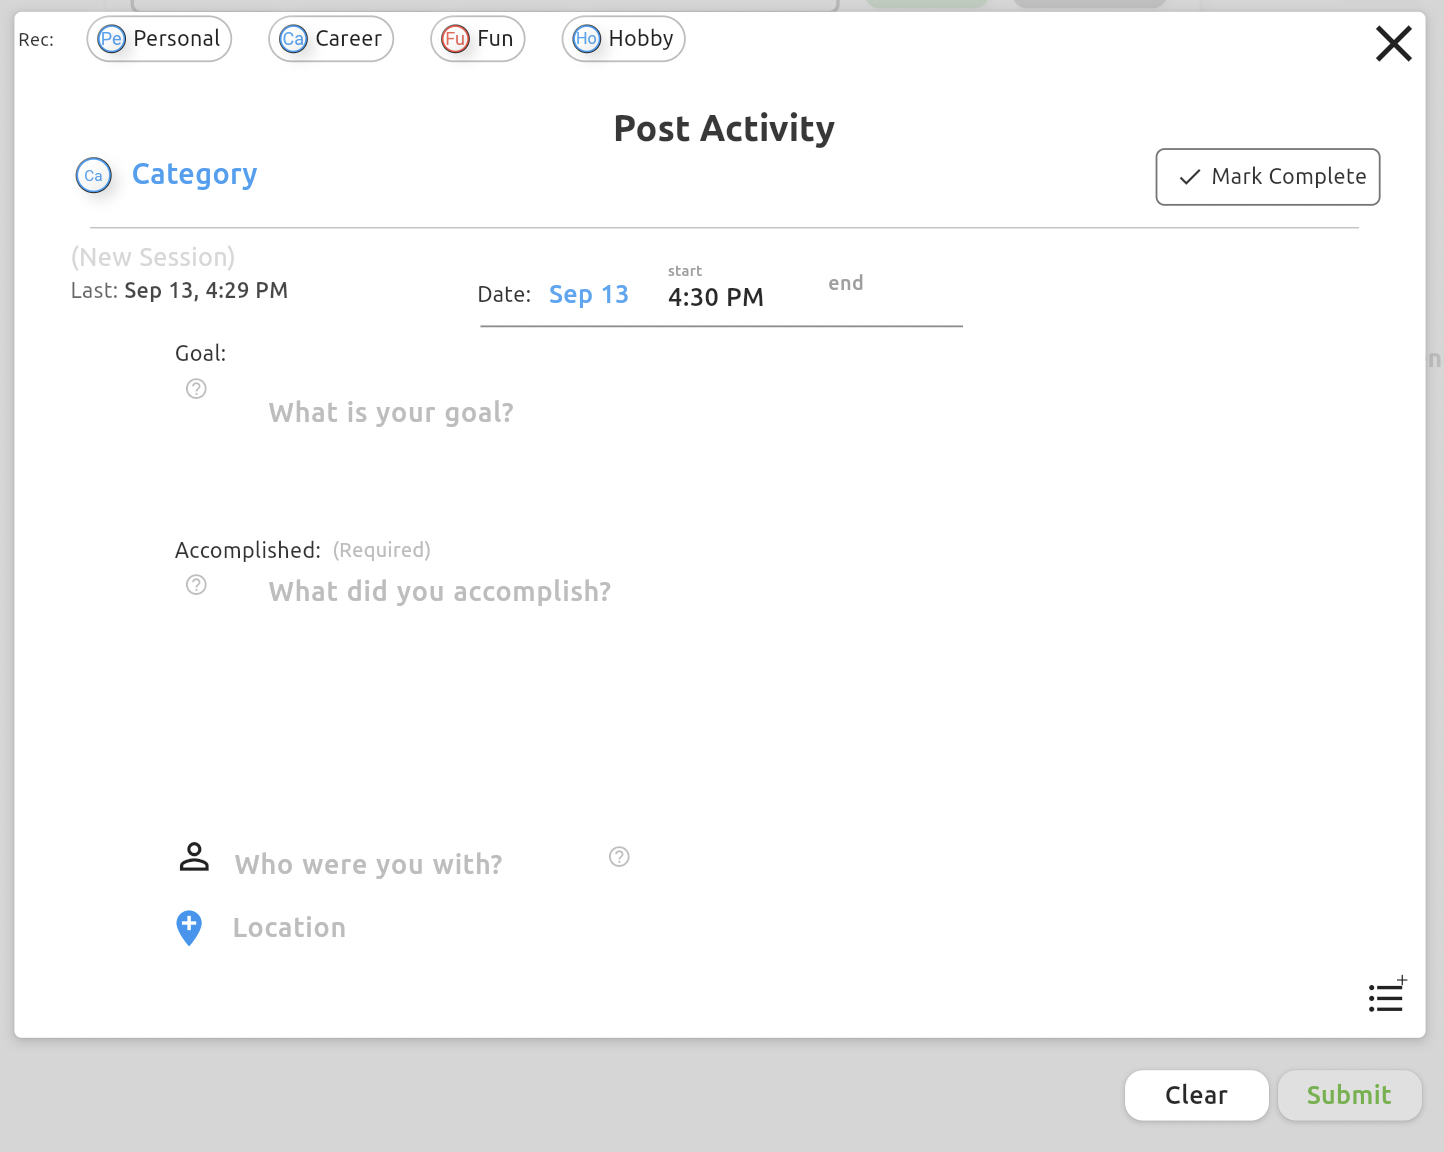 Rec: Pe Personal Ca Career Fu Fun Ho Hobby
Post Activity
Ca Category
Mark Complete
(New Session)
Last: Sep 13, 4:29 PM
Date: Sep 13
start
4:30 PM
end
Goal:
What is your goal?
Accomplished: (Required)
What did you accomplish?
Who were you with?
Location
Clear
Submit